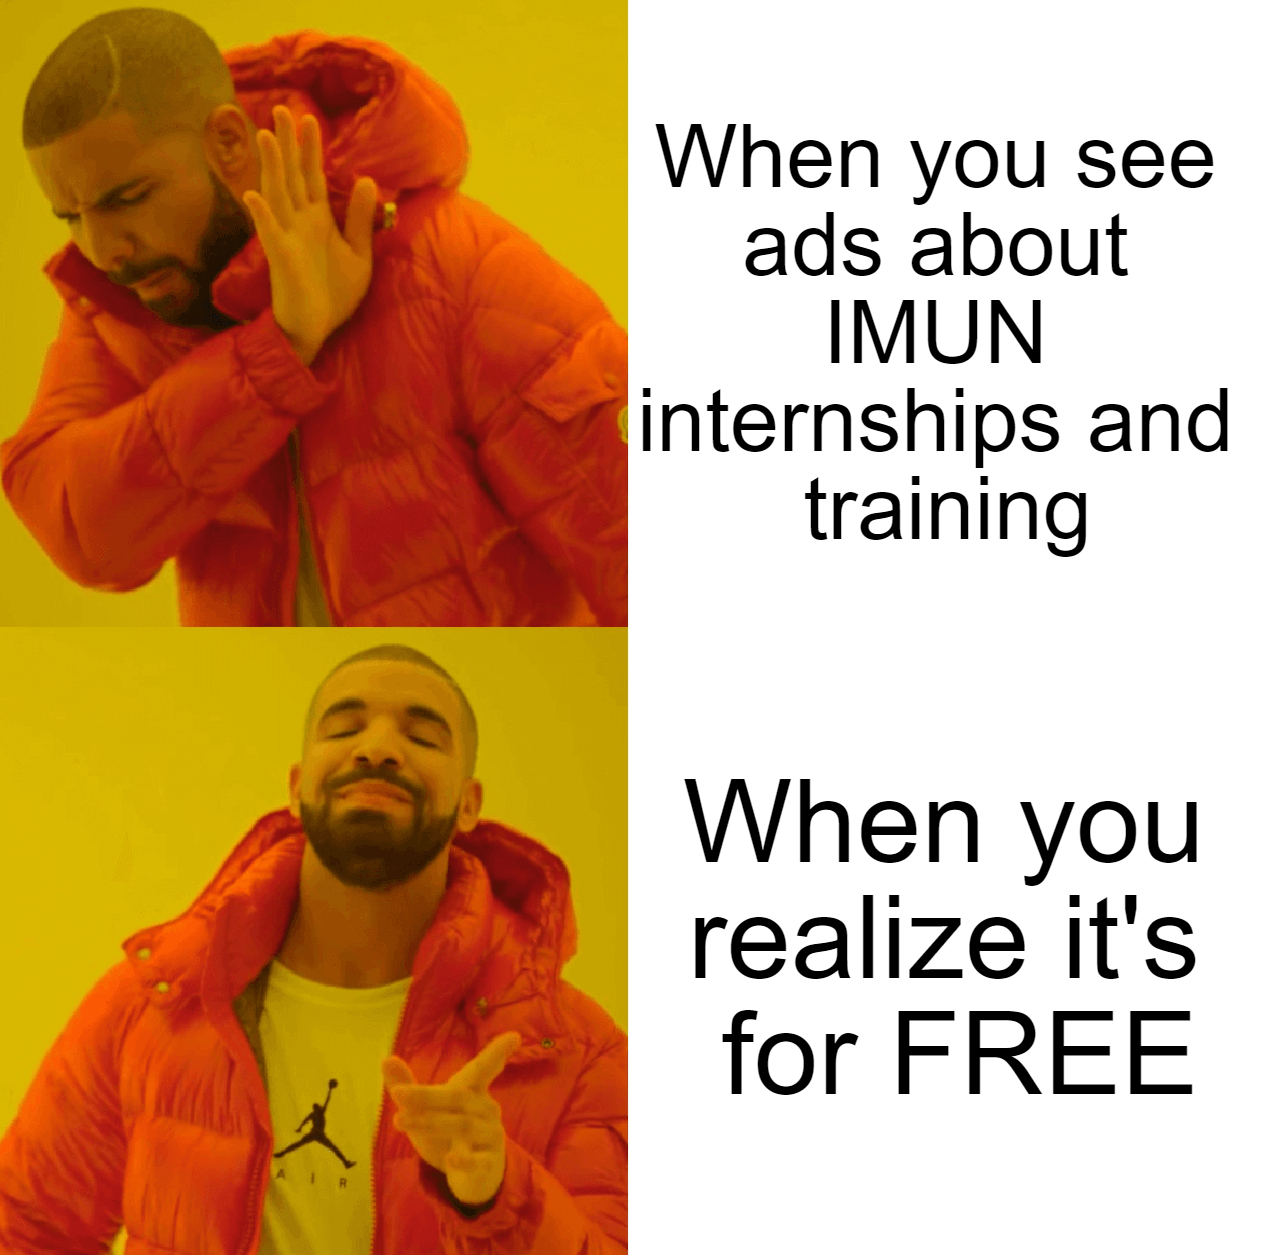 When you see
ads about
IMUN
internships and
training
When you
realize it's
for FREE
A I R